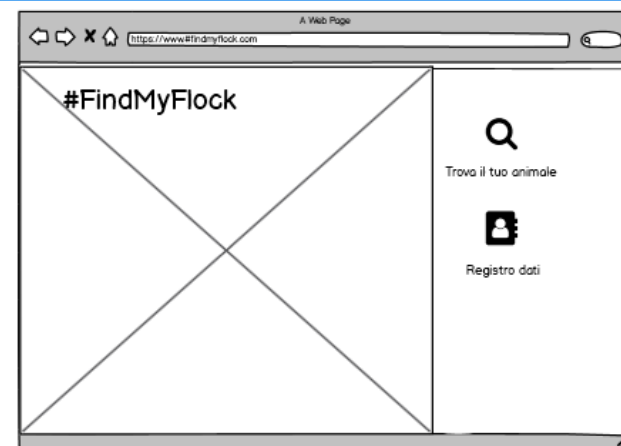 A Web Page
https://www#findmyflock.com
#FindMyFlock
Trova il tuo animale
Registro dati